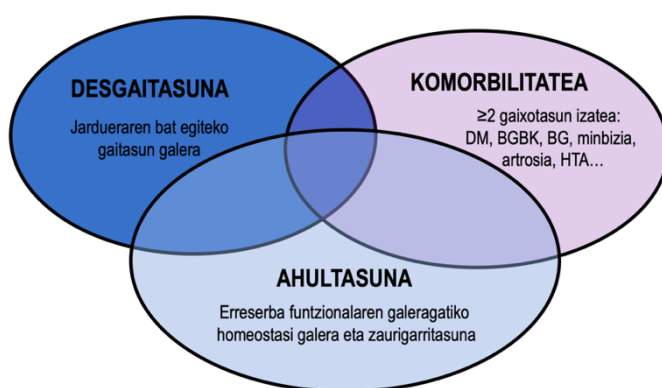 DESGAITASUNA
Jardueraren bat egiteko
gaitasun galera
KOMORBILITATEA
≥2 gaixotasun izatea:
DM, BGBK, BG, minbizia,
artrosia, HTA…
AHULTASUNA
Erreserba funtzionalaren galeragatiko
homeostasi galera eta zaurigarritasuna